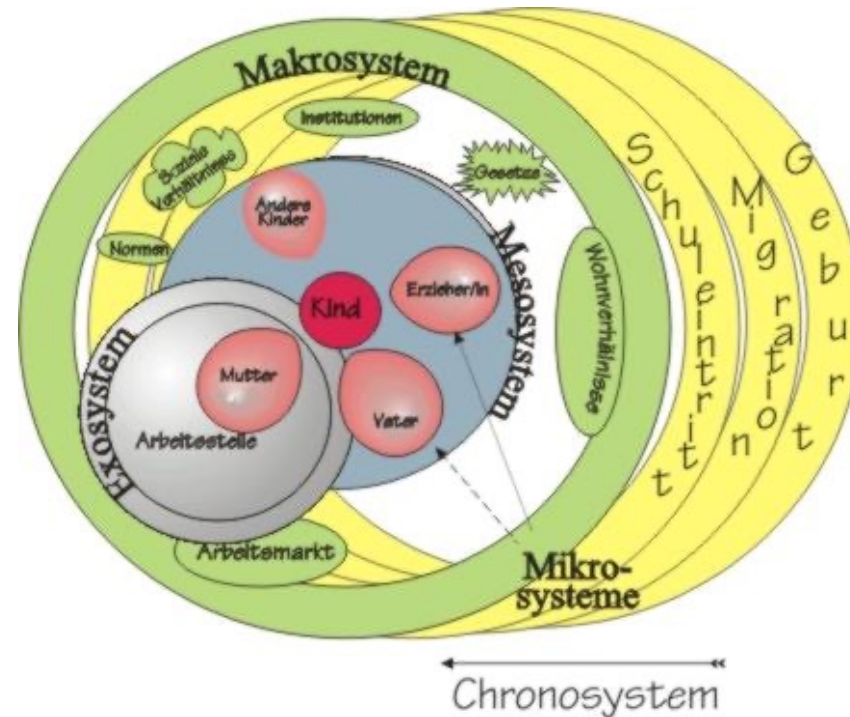 Makrosystem
Institutionen
Soziale
Verhältnisse
Gesetze
Normen
Andere
Kinder
Erzieher/in
Kind
Mesosystem
Wohnverhälnisse
Exosystem
Mutter
Vater
Arbeitsstelle
Arbeitsmarkt
Mikro-
systeme
Schuleintritt
Migration
Geburt
Chronosystem